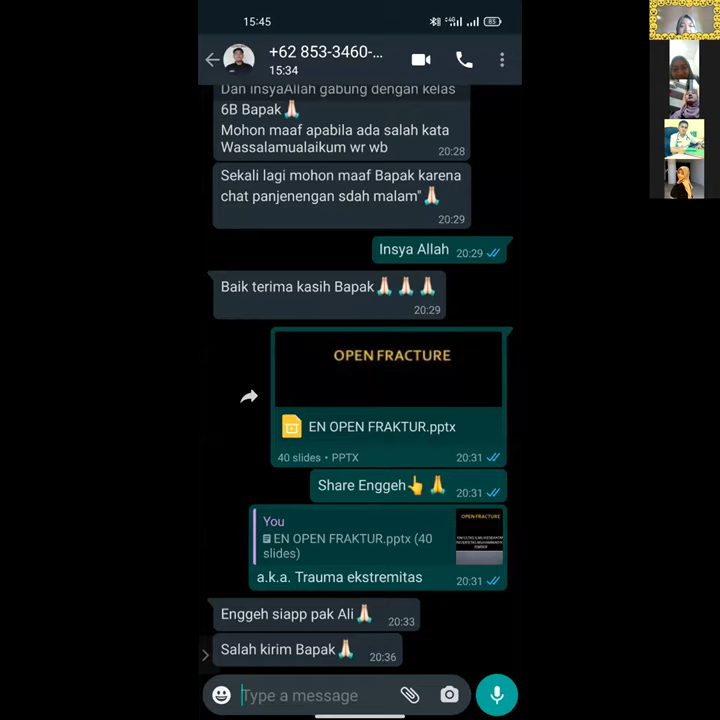 15:45
85
+62 853-3460-...
15:34
Dan insyaAllah gabung dengan kelas
6B Bapak🙏🏻
Mohon maaf apabila ada salah kata
Wassalamualaikum wr wb
20:28
Sekali lagi mohon maaf Bapak karena
chat panjenengan sdah malam"🙏🏻
20:29
Insya Allah 20:29
Baik terima kasih Bapak🙏🏻🙏🏻🙏🏻
20:29
OPEN FRACTURE
EN OPEN FRAKTUR.pptx
40 slides • PPTX 20:31
Share Enggeh👆🙏 20:31
You
EN OPEN FRAKTUR.pptx (40
slides)
OPEN FRACTURE
a.k.a. Trauma ekstremitas 20:31
Enggeh siapp pak Ali🙏🏻 20:33
Salah kirim Bapak🙏🏻 20:36
Type a message